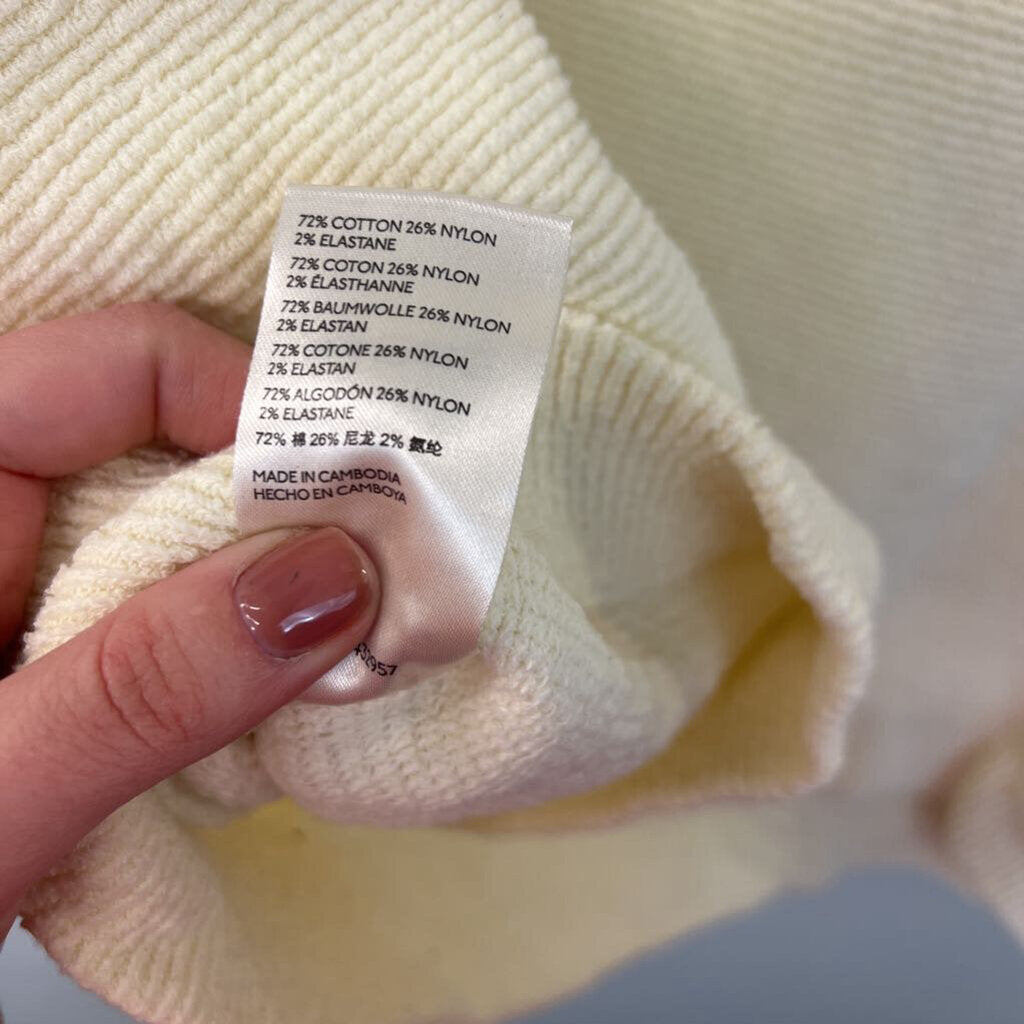 72% COTTON 26% NYLON
2% ELASTANE
72% COTON 26% NYLON
2% ÉLASTHANNE
72% BAUMWOLLE 26% NYLON
2% ELASTAN
72% COTONE 26% NYLON
2% ELASTAN
72% ALGODÓN 26% NYLON
2% ELASTANE
72% 棉 26% 尼龙 2% 氨纶
MADE IN CAMBODIA
HECHO EN CAMBOYA